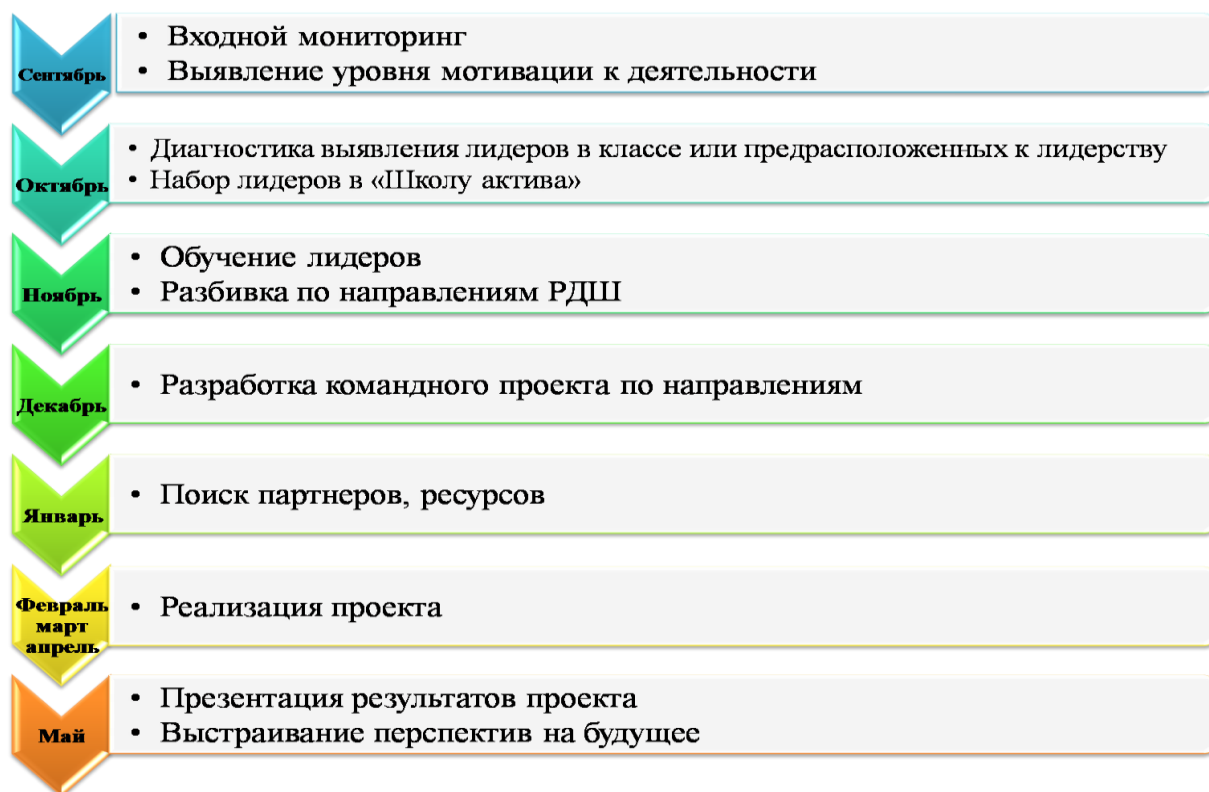 Сентябрь
• Входной мониторинг
• Выявление уровня мотивации к деятельности
Октябрь
• Диагностика выявления лидеров в классе или предрасположенных к лидерству
• Набор лидеров в «Школу актива»
Ноябрь
• Обучение лидеров
• Разбивка по направлениям РДШ
Декабрь
• Разработка командного проекта по направлениям
Январь
• Поиск партнеров, ресурсов
Февраль
март
апрель
• Реализация проекта
Май
• Презентация результатов проекта
• Выстраивание перспектив на будущее